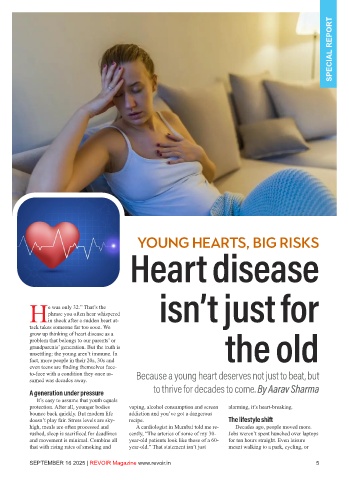 SPECIAL REPORT
YOUNG HEARTS, BIG RISKS
Heart disease
isn't just for
the old
Because a young heart deserves not just to beat, but
to thrive for decades to come. By Aarav Sharma
He was only 32." That's the
phrase you often hear whispered
in shock after a sudden heart at-
tack takes someone far too soon. We
grow up thinking of heart disease as a
problem that belongs to our parents' or
grandparents' generation. But the truth is
unsettling: the young aren't immune. In
fact, more people in their 20s, 30s and
even teens are finding themselves face-
to-face with a condition they once as-
sumed was decades away.
A generation under pressure
It's easy to assume that youth equals
protection. After all, younger bodies
bounce back quickly. But modern life
doesn't play fair. Stress levels are sky-
high, meals are often processed and
rushed, sleep is sacrificed for deadlines
and movement is minimal. Combine all
that with rising rates of smoking and
vaping, alcohol consumption and screen
addiction and you've got a dangerous
recipe.
A cardiologist in Mumbai told me re-
cently, "The arteries of some of my 30-
year-old patients look like those of a 60-
year-old." That statement isn't just
alarming, it's heart-breaking.
The lifestyle shift
Decades ago, people moved more.
Jobs weren't spent hunched over laptops
for ten hours straight. Even leisure
meant walking to a park, cycling, or
SEPTEMBER 16 2025 | REVOIR Magazine www.revoir.in
5